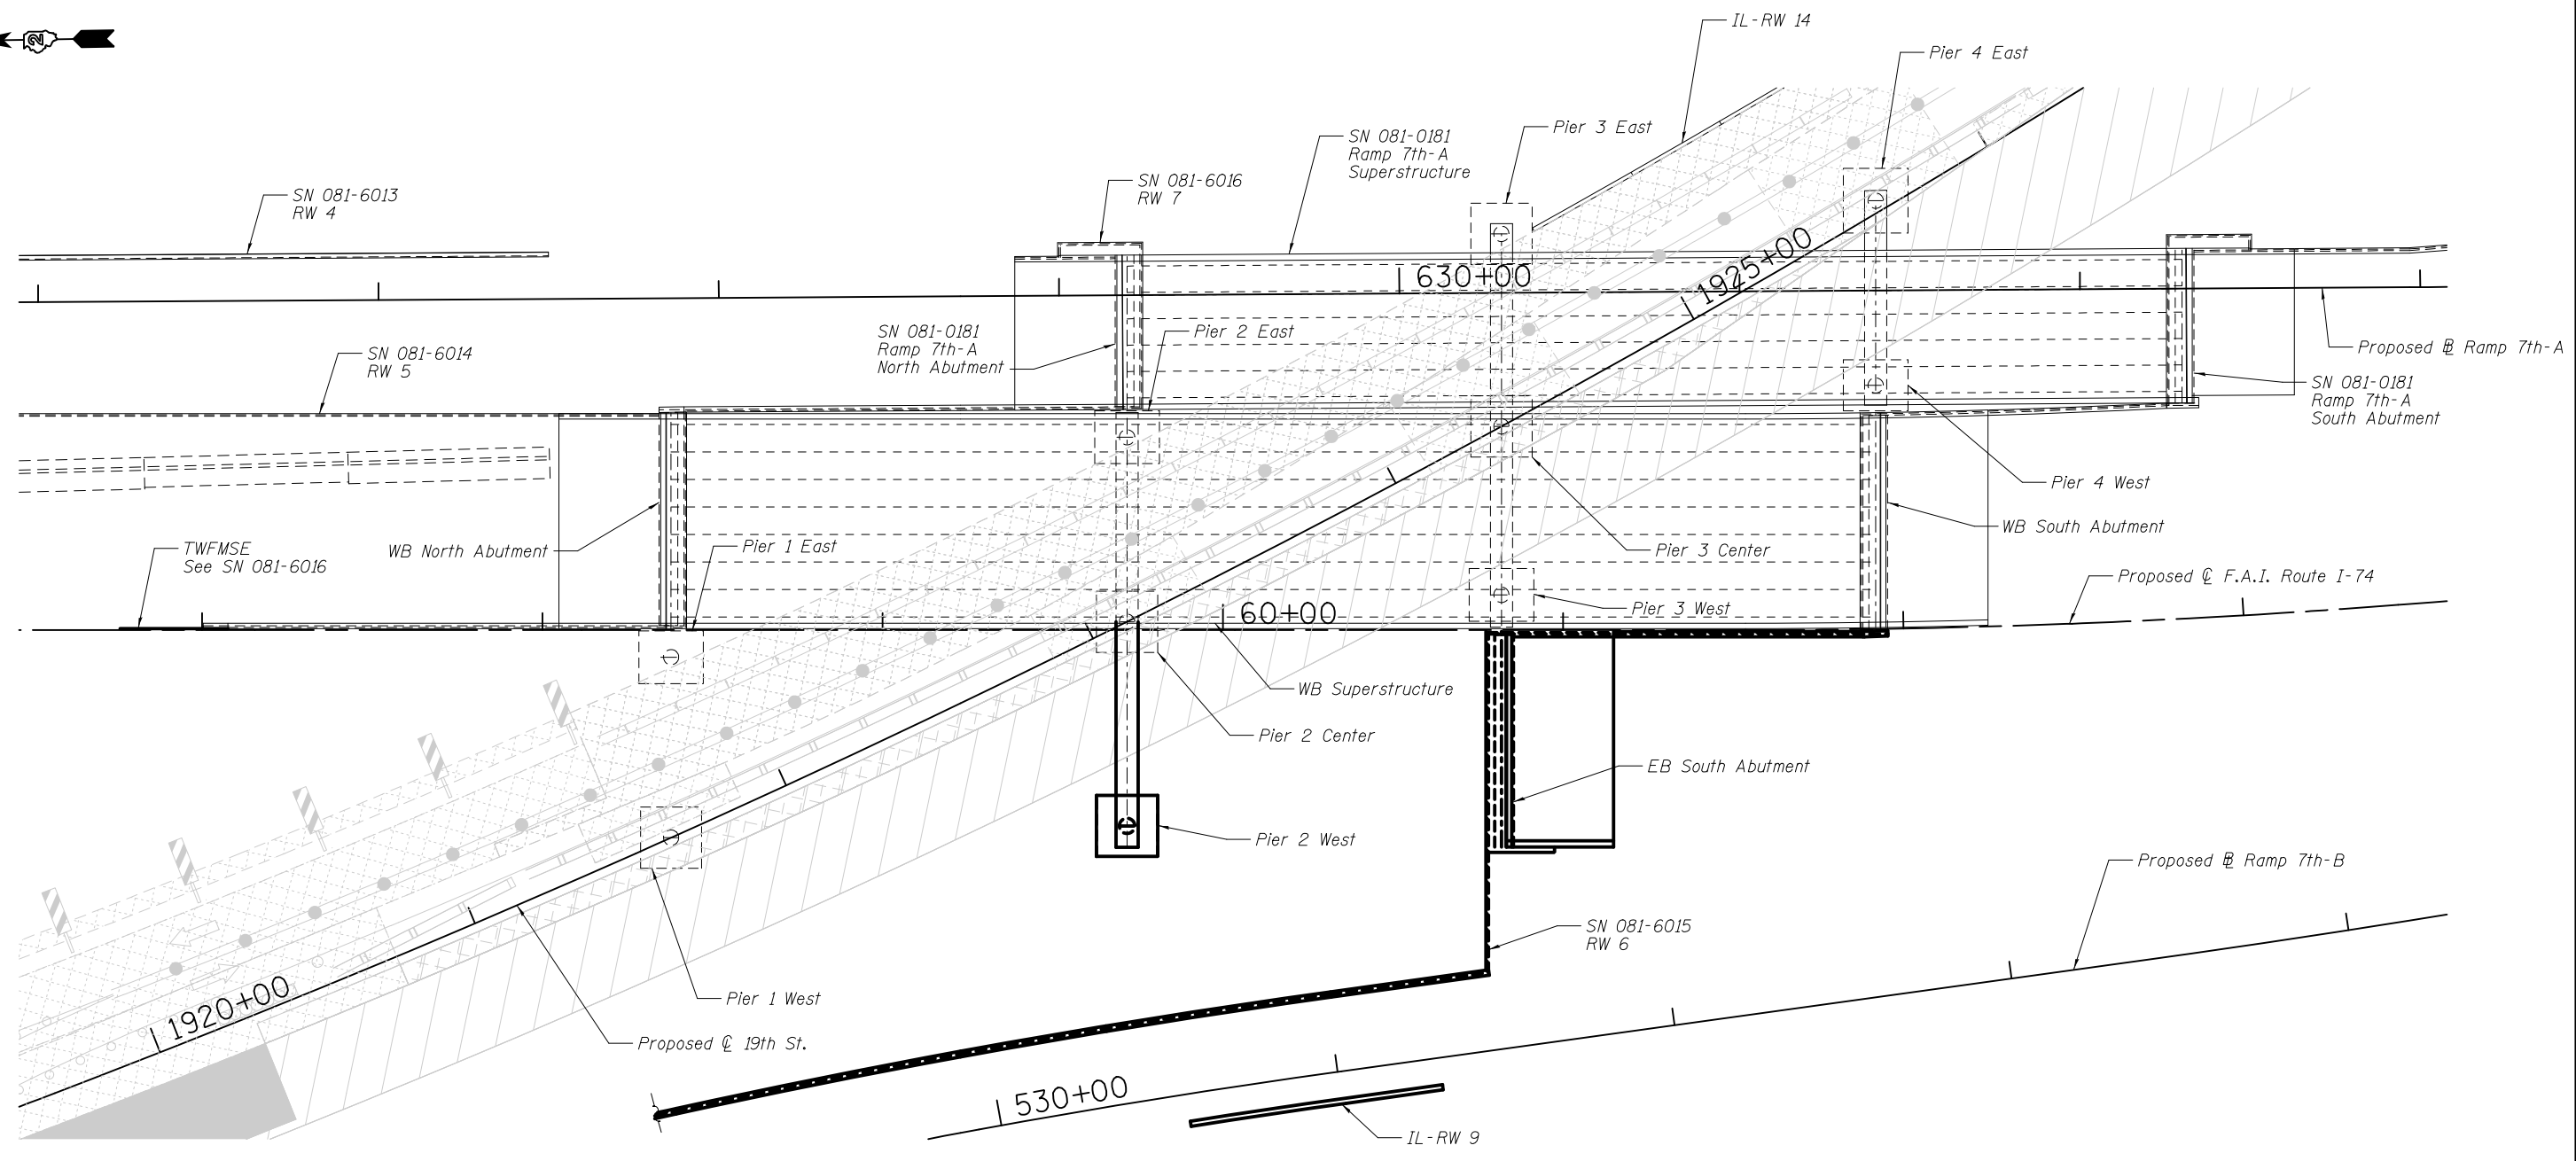 IL-RW 14
Pier 4 East
Pier 3 East
SN 081-0181
Ramp 7th-A
Superstructure
SN 081-6016
RW 7
SN 081-6013
RW 4
630+00
1925+00
SN 081-0181
Ramp 7th-A
North Abutment
Pier 2 East
SN 081-6014
RW 5
Proposed ⅊ Ramp 7th-A
SN 081-0181
Ramp 7th-A
South Abutment
Pier 4 West
WB South Abutment
TWFMSE
See SN 081-6016
WB North Abutment
Pier 1 East
Pier 3 Center
Proposed ℄ F.A.I. Route I-74
60+00
Pier 3 West
WB Superstructure
Pier 2 Center
EB South Abutment
Pier 2 West
Proposed ⅊ Ramp 7th-B
SN 081-6015
RW 6
1920+00
Pier 1 West
Proposed ℄ 19th St.
530+00
IL-RW 9